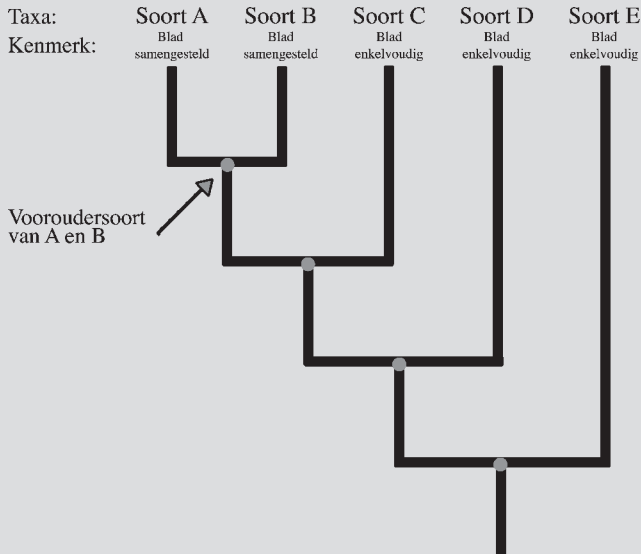 Taxa: Soort A Soort B Soort C Soort D Soort E
Kenmerk: Blad samengesteld Blad samengesteld Blad enkelvoudig Blad enkelvoudig Blad enkelvoudig
Vooroudersoort
van A en B